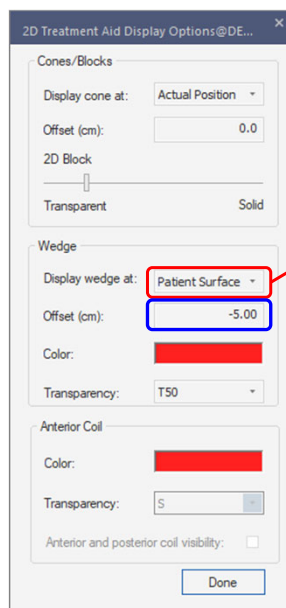 2D Treatment Aid Display Options@DE...
Cones/Blocks
Display cone at: Actual Position
Offset (cm): 0.0
2D Block
Transparent Solid
Wedge
Display wedge at: Patient Surface
Offset (cm): -5.00
Color:
Transparency: T50
Anterior Coil
Color:
Transparency: S
Anterior and posterior coil visibility:
Done